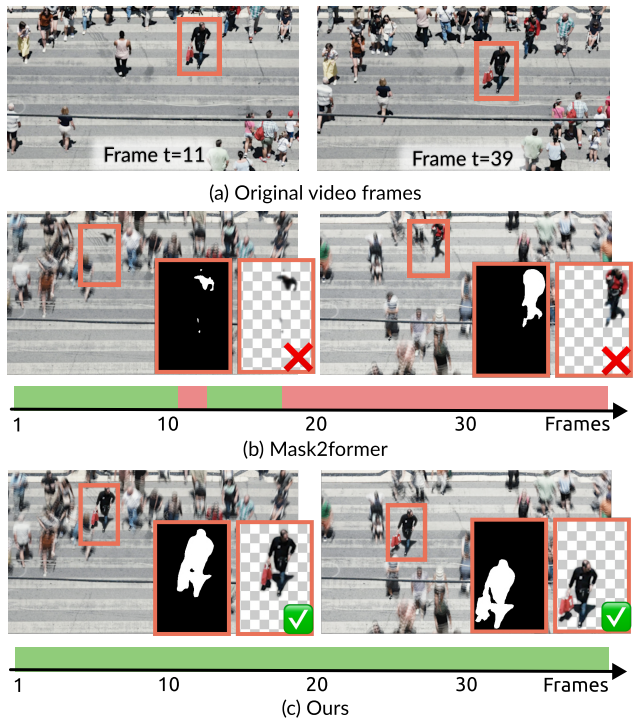 Frame t=11
Frame t=39
(a) Original video frames
1 10 20 30 Frames
(b) Mask2former
1 10 20 30 Frames
(c) Ours